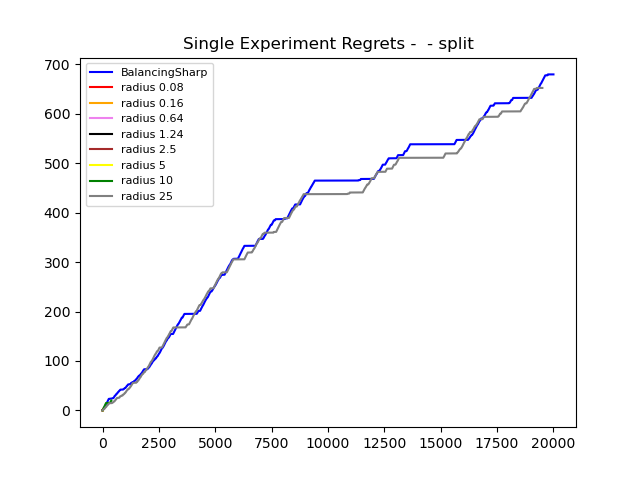 Single Experiment Regrets -  - split
700
600
500
400
300
200
100
0
BalancingSharp
radius 0.08
radius 0.16
radius 0.64
radius 1.24
radius 2.5
radius 5
radius 10
radius 25
0 2500 5000 7500 10000 12500 15000 17500 20000